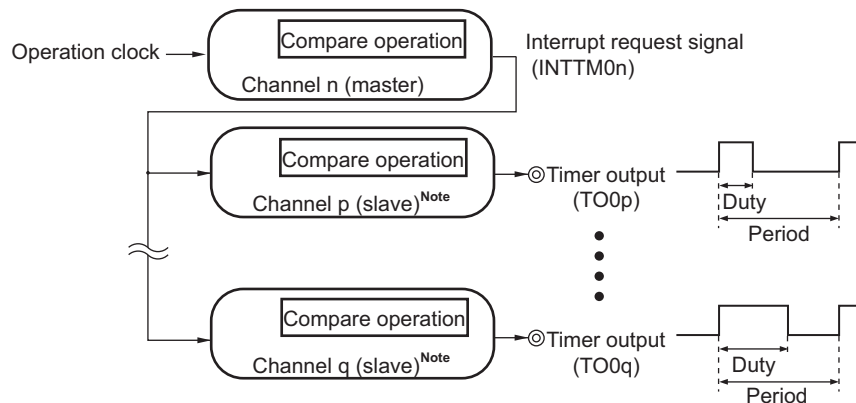 Operation clock
Compare operation
Channel n (master)
Interrupt request signal
(INTTM0n)
Compare operation
Channel p (slave)Note
Timer output
(TO0p)
Duty
Period
Compare operation
Channel q (slave)Note
Timer output
(TO0q)
Duty
Period